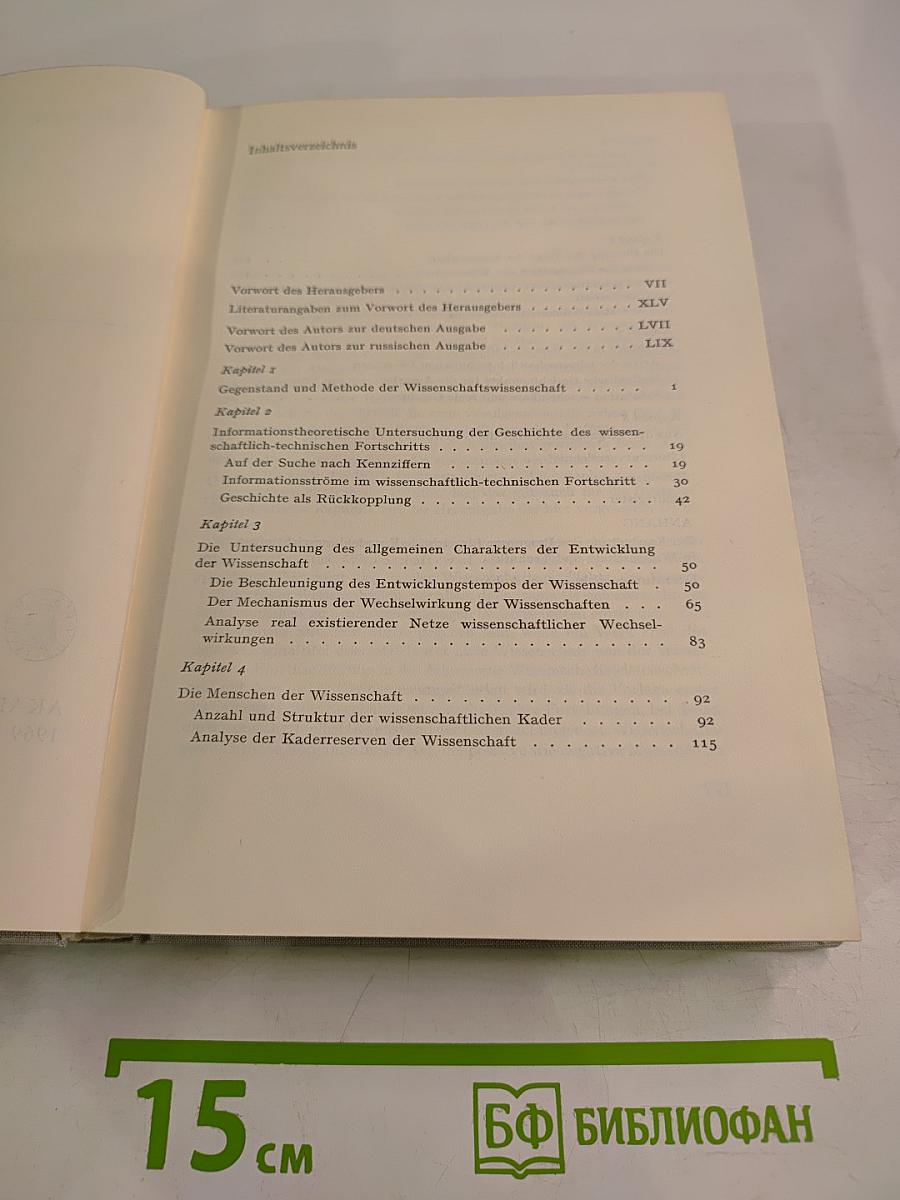 Inhaltsverzeichnis
Vorwort des Herausgebers . . . . . . . . . . . . . . . . . VII
Literaturangaben zum Vorwort des Herausgebers . . . . . . . . XLV
Vorwort des Autors zur deutschen Ausgabe . . . . . . . . . . LVII
Vorwort des Autors zur russischen Ausgabe . . . . . . . . . . LIX
Kapitel 1
Gegenstand und Methode der Wissenschaftswissenschaft . . . . . 1
Kapitel 2
Informationstheoretische Untersuchung der Geschichte des wissen-
schaftlich-technischen Fortschritts . . . . . . . . . . . . . . . 19
Auf der Suche nach Kennziffern . . . . . . . . . . . . . 19
Informationsströme im wissenschaftlich-technischen Fortschritt . 30
Geschichte als Rückkopplung . . . . . . . . . . . . . . . 42
Kapitel 3
Die Untersuchung des allgemeinen Charakters der Entwicklung
der Wissenschaft . . . . . . . . . . . . . . . . . . . . . 50
Die Beschleunigung des Entwicklungstempos der Wissenschaft . 50
Der Mechanismus der Wechselwirkung der Wissenschaften . . . 65
Analyse real existierender Netze wissenschaftlicher Wechsel-
wirkungen . . . . . . . . . . . . . . . . . . . . . . . . 83
Kapitel 4
Die Menschen der Wissenschaft . . . . . . . . . . . . . . . . 92
Anzahl und Struktur der wissenschaftlichen Kader . . . . . . 92
Analyse der Kaderreserven der Wissenschaft . . . . . . . . . 115
15 см
БФ БИБЛИОФАН